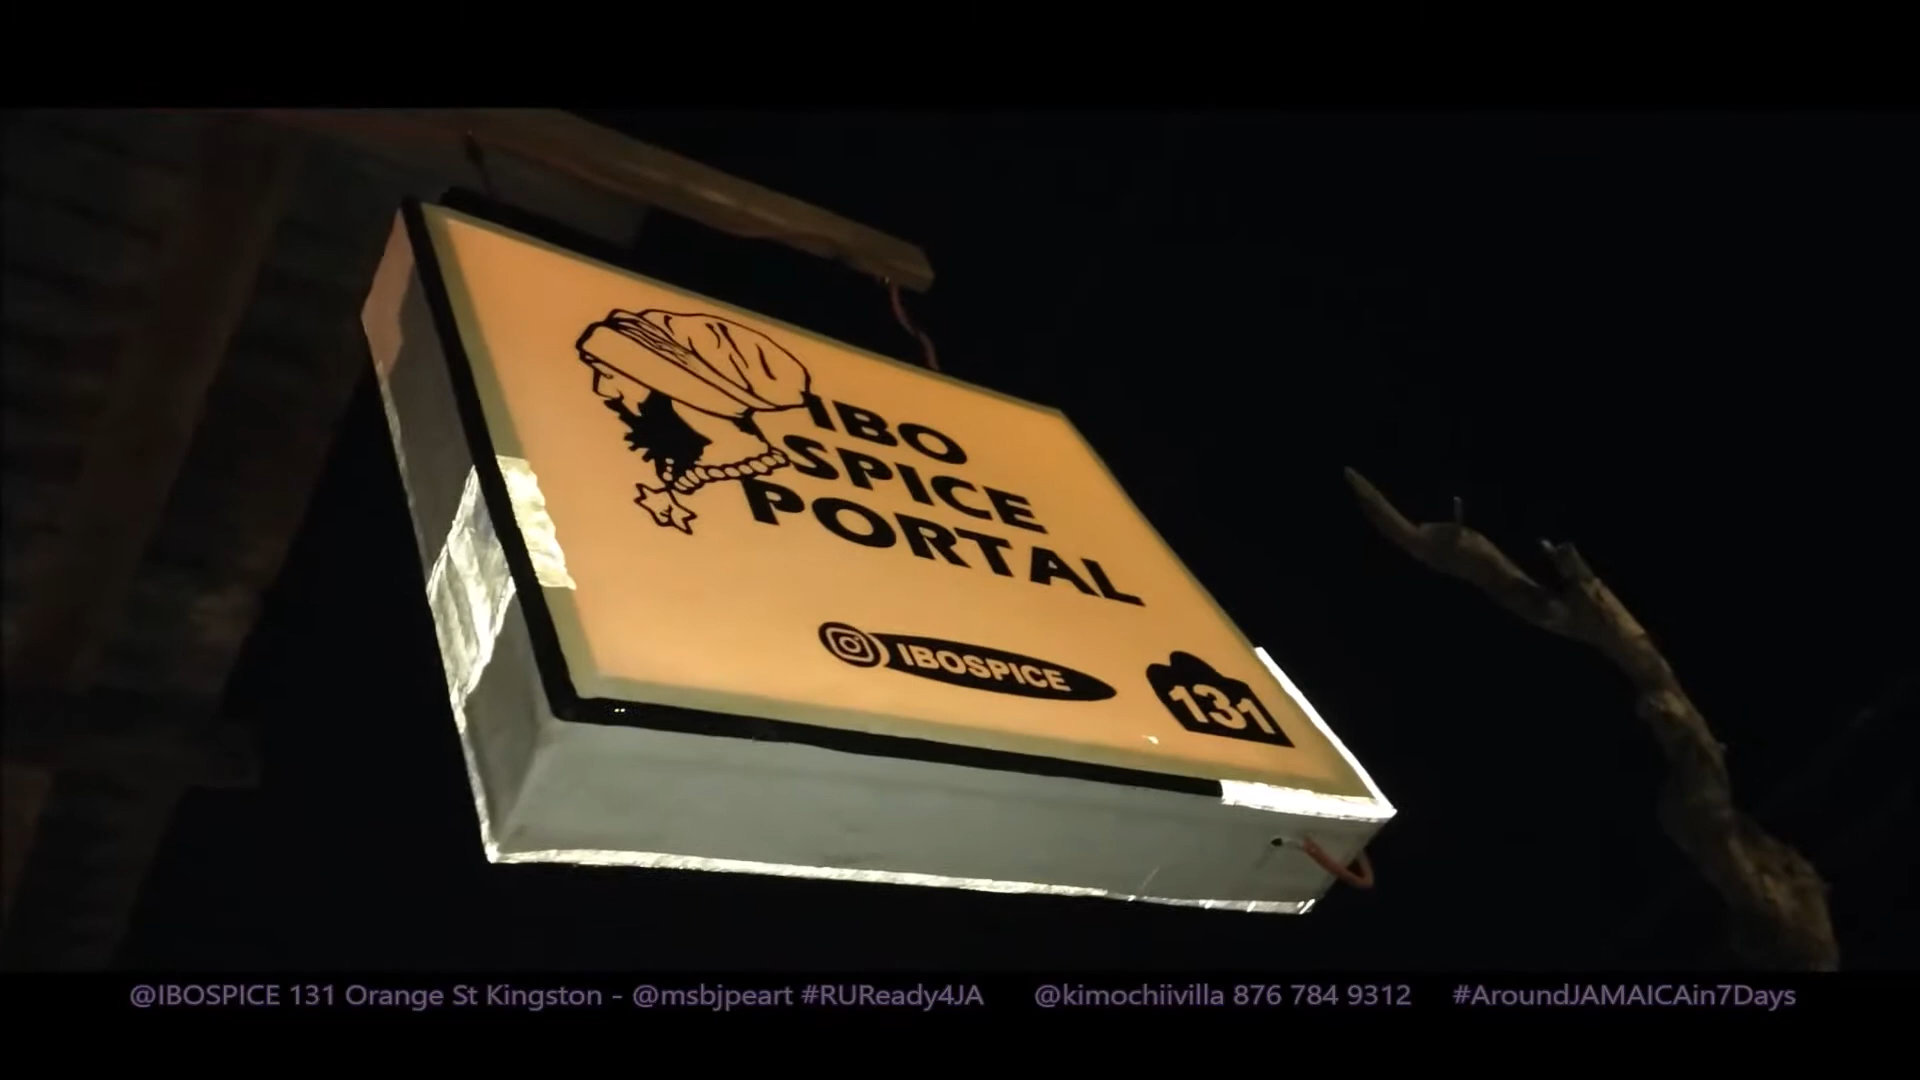 IBO
SPICE
PORTAL
IBOSPICE
131
@IBOSPICE 131 Orange St Kingston - @msbjpeart #RUReady4JA @kimochiivilla 876 784 9312 #AroundJAMAICAin7Days